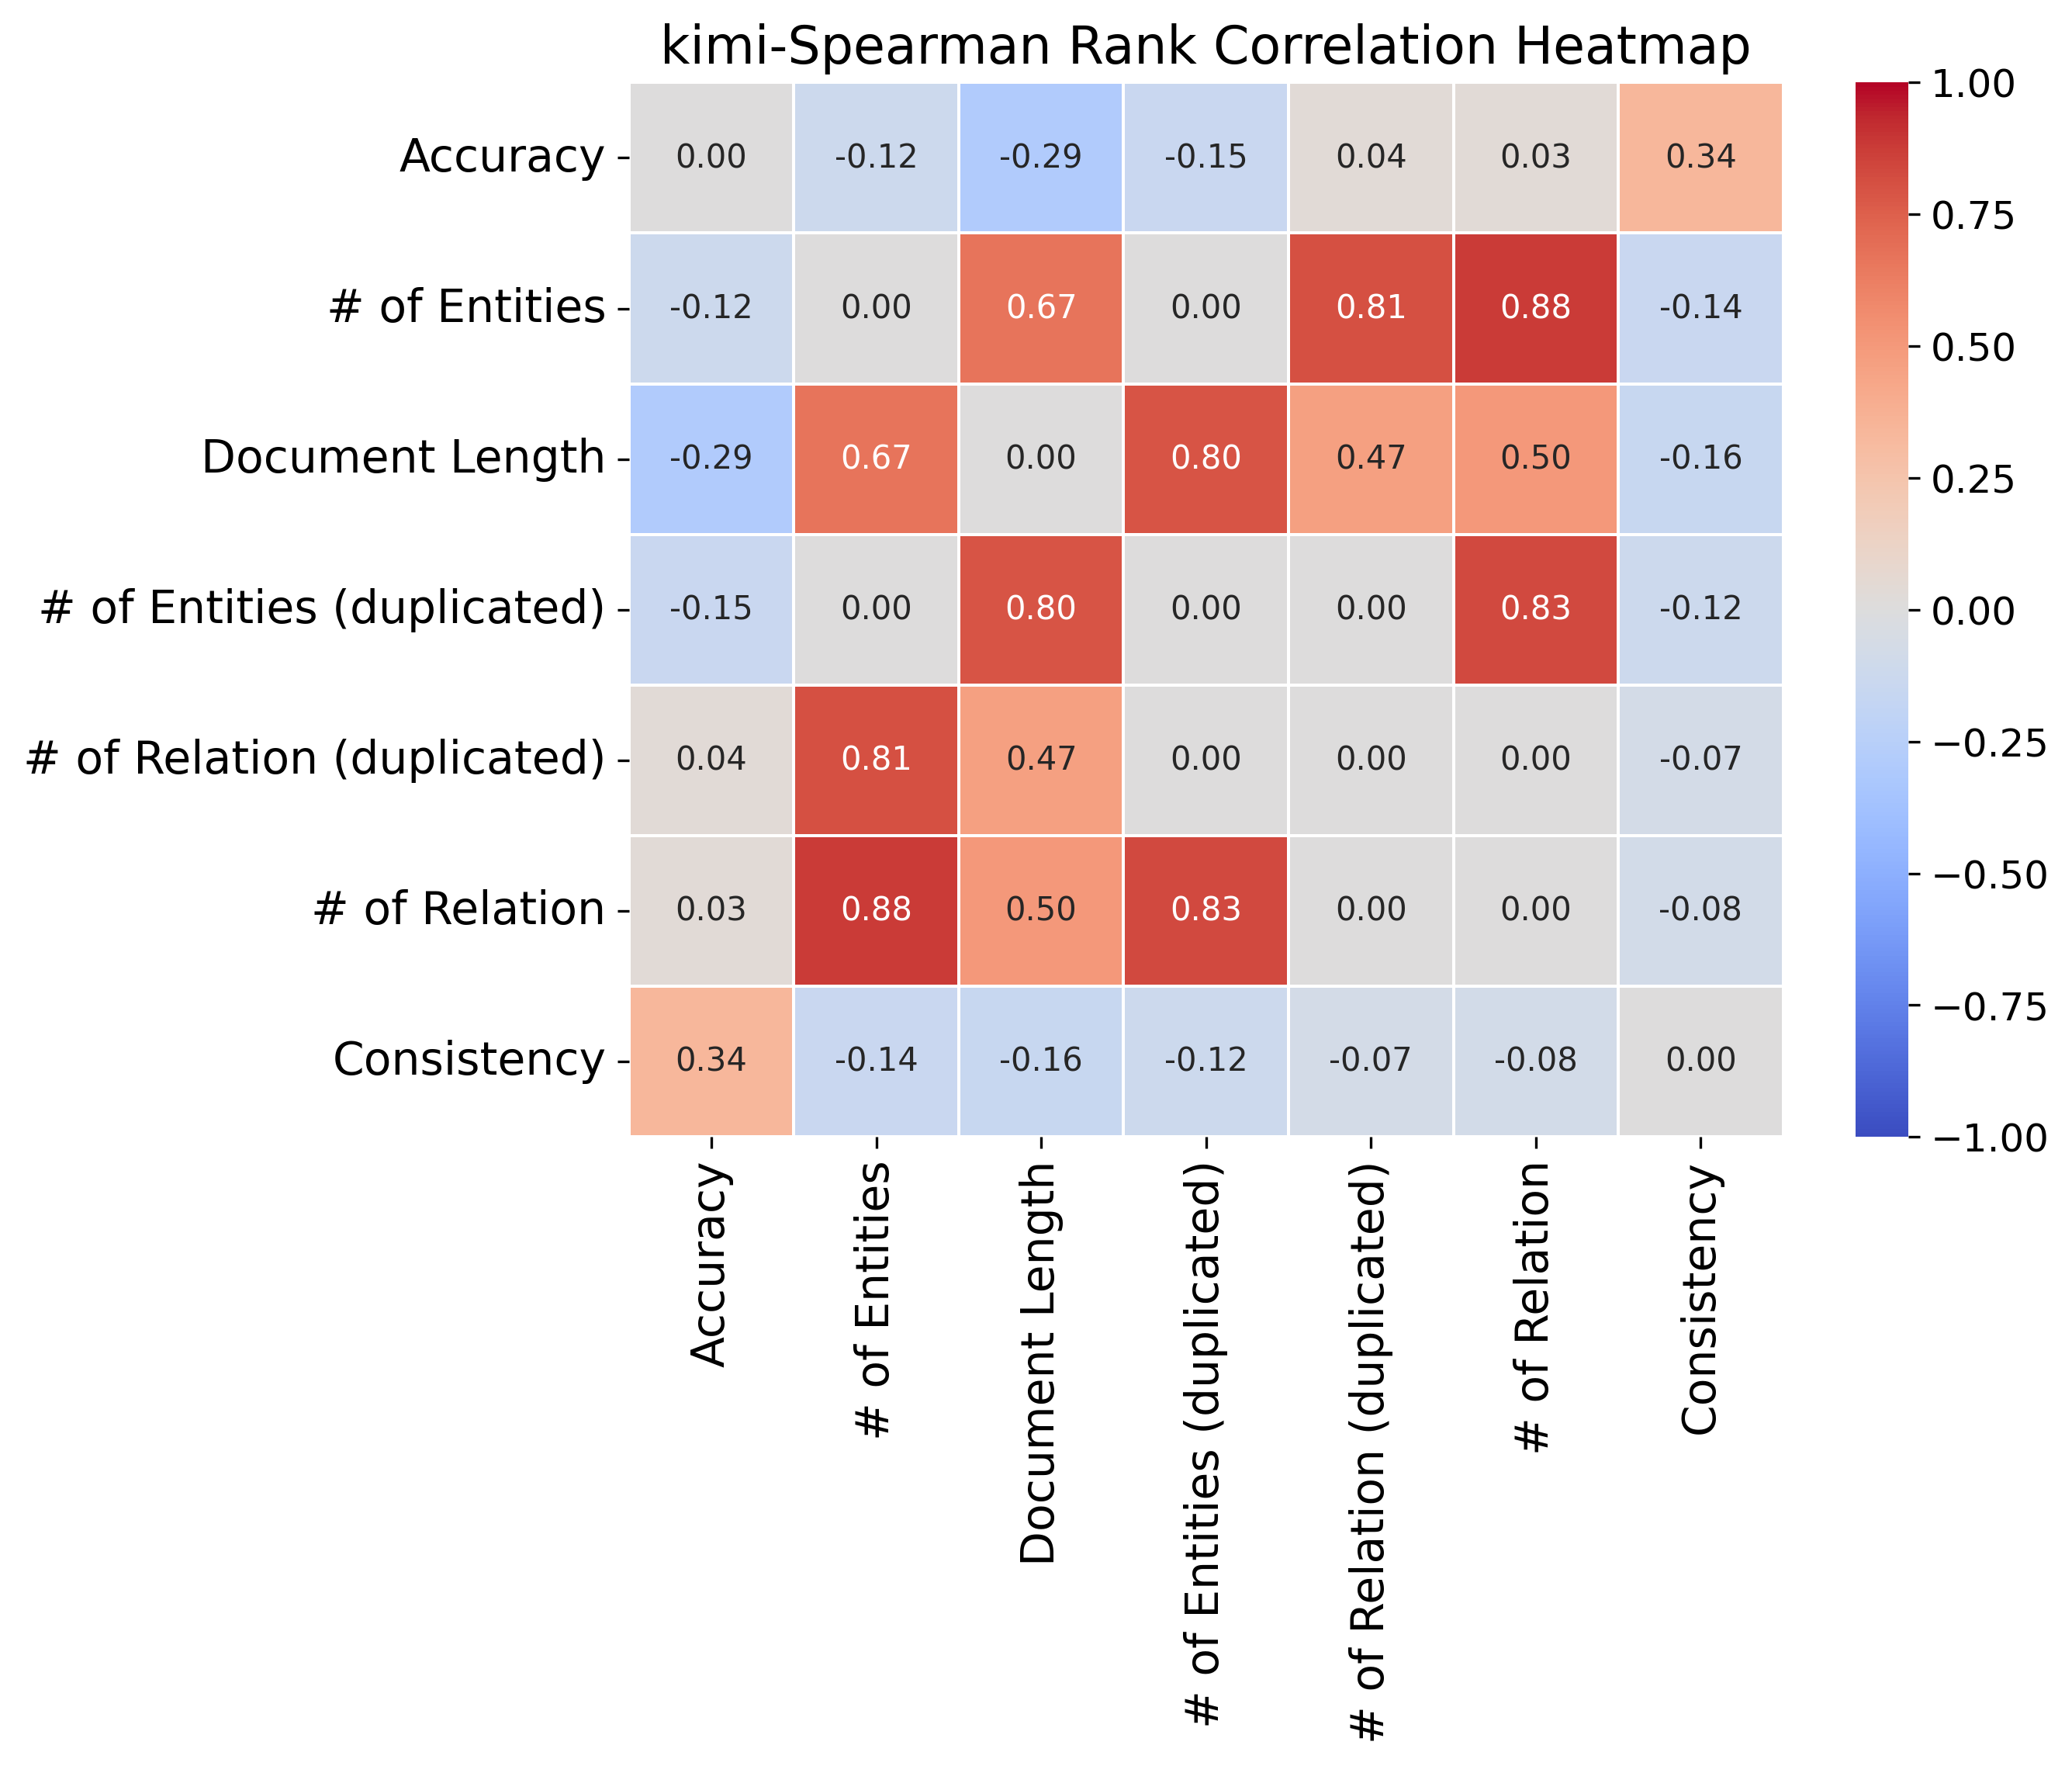 kimi-Spearman Rank Correlation Heatmap
Accuracy 0.00 -0.12 -0.29 -0.15 0.04 0.03 0.34
# of Entities -0.12 0.00 0.67 0.00 0.81 0.88 -0.14
Document Length -0.29 0.67 0.00 0.80 0.47 0.50 -0.16
# of Entities (duplicated) -0.15 0.00 0.80 0.00 0.00 0.83 -0.12
# of Relation (duplicated) 0.04 0.81 0.47 0.00 0.00 0.00 -0.07
# of Relation 0.03 0.88 0.50 0.83 0.00 0.00 -0.08
Consistency 0.34 -0.14 -0.16 -0.12 -0.07 -0.08 0.00
Accuracy
# of Entities
Document Length
# of Entities (duplicated)
# of Relation (duplicated)
# of Relation
Consistency
1.00
0.75
0.50
0.25
0.00
−0.25
−0.50
−0.75
−1.00